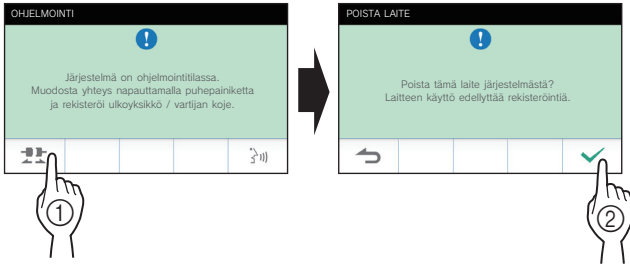 OHJELMOINTI
Järjestelmä on ohjelmointitilassa.
Muodosta yhteys napauttamalla puhepainiketta
ja rekisteröi ulkoyksikkö / vartijan koje.
①
POISTA LAITE
Poista tämä laite järjestelmästä?
Laitteen käyttö edellyttää rekisteröintiä.
②